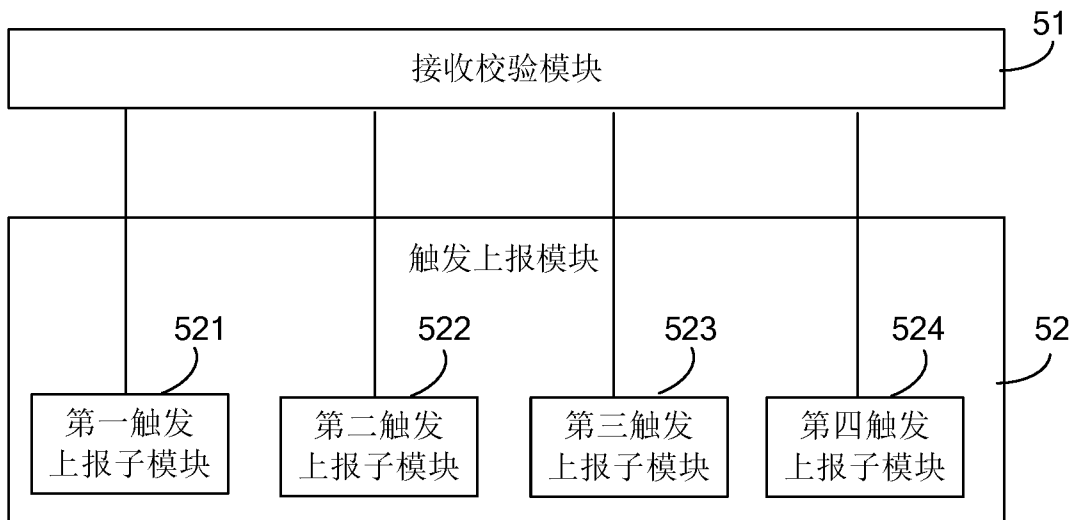 51
接收校验模块
触发上报模块
521
522
523
524
52
第一触发
上报子模块
第二触发
上报子模块
第三触发
上报子模块
第四触发
上报子模块